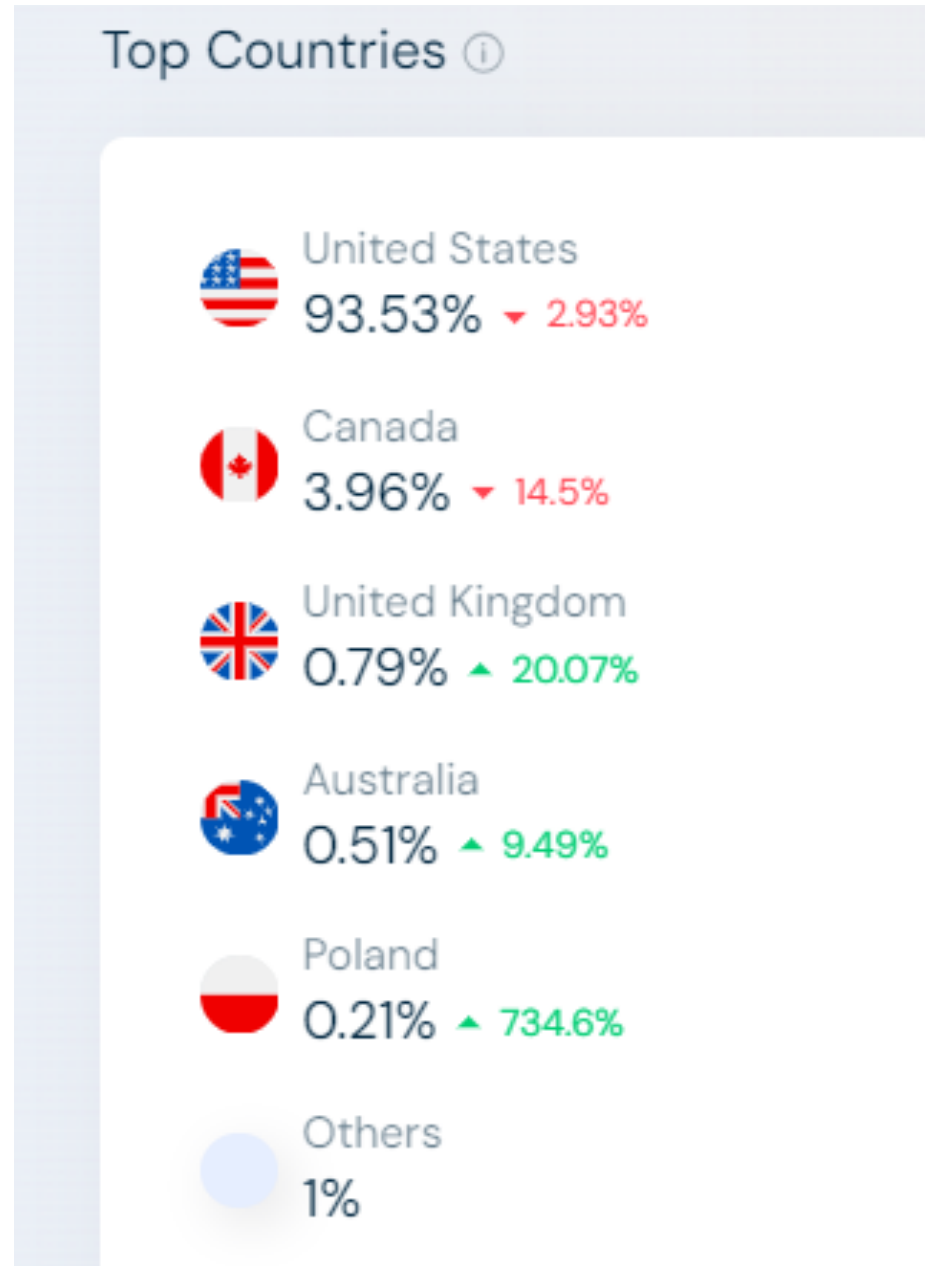 Top Countries
United States
93.53% ▼ 2.93%
Canada
3.96% ▼ 14.5%
United Kingdom
0.79% ▲ 20.07%
Australia
0.51% ▲ 9.49%
Poland
0.21% ▲ 734.6%
Others
1%